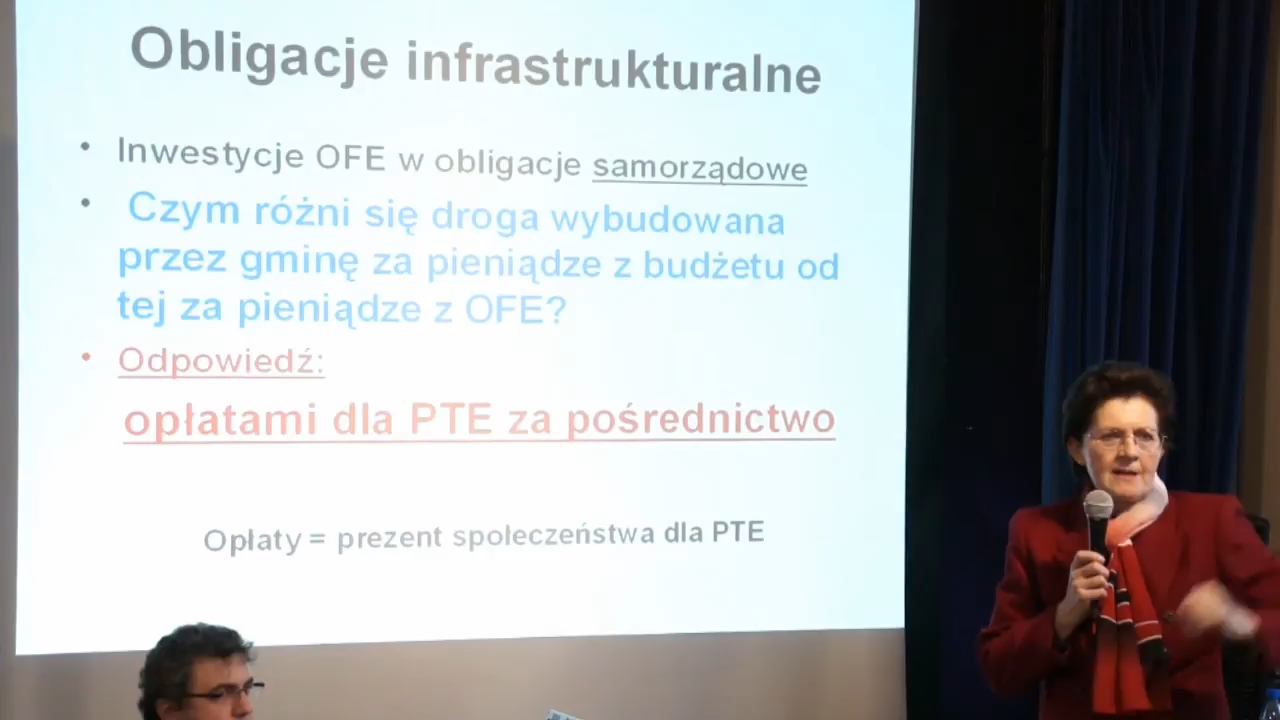 Obligacje infrastrukturalne
• Inwestycje OFE w obligacje samorządowe
• Czym różni się droga wybudowana
przez gminę za pieniądze z budżetu od
tej za pieniądze z OFE?
• Odpowiedź:
opłatami dla PTE za pośrednictwo
Opłaty = prezent społeczeństwa dla PTE